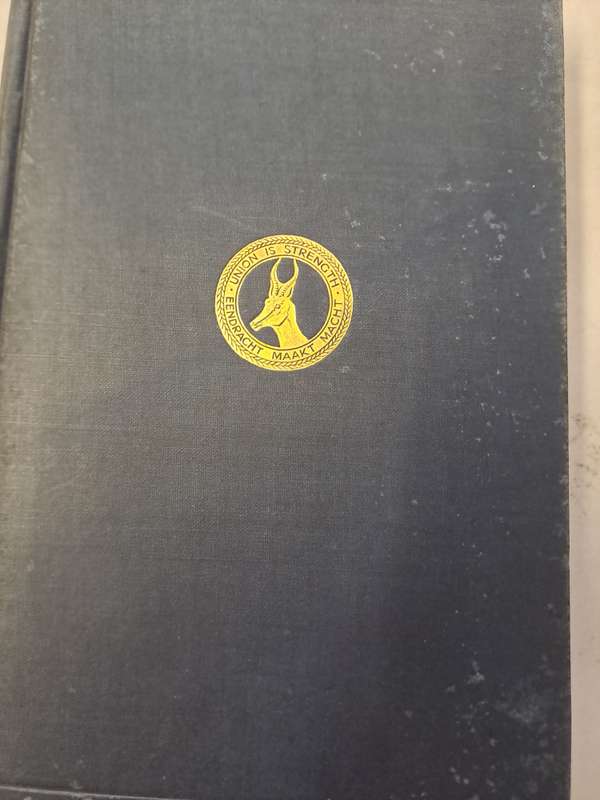 · UNION IS STRENGTH ·
EENDRACHT MAAKT MACHT